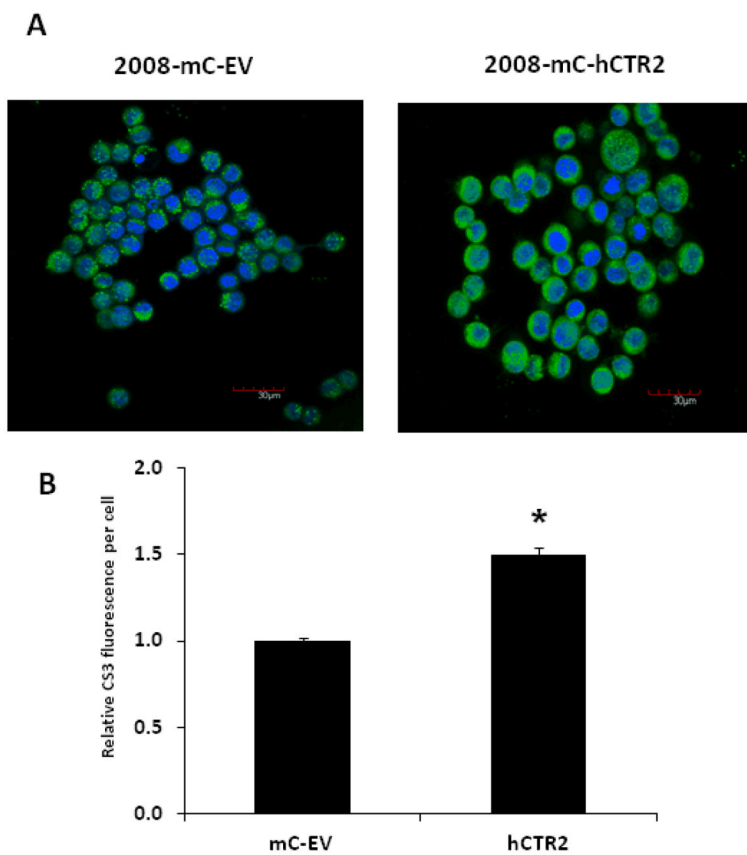 A
2008-mC-EV
2008-mC-hCTR2
30µm
30µm
B
Relative CS3 fluorescence per cell
2.0
*
1.5
1.0
0.5
0.0
mC-EV
hCTR2